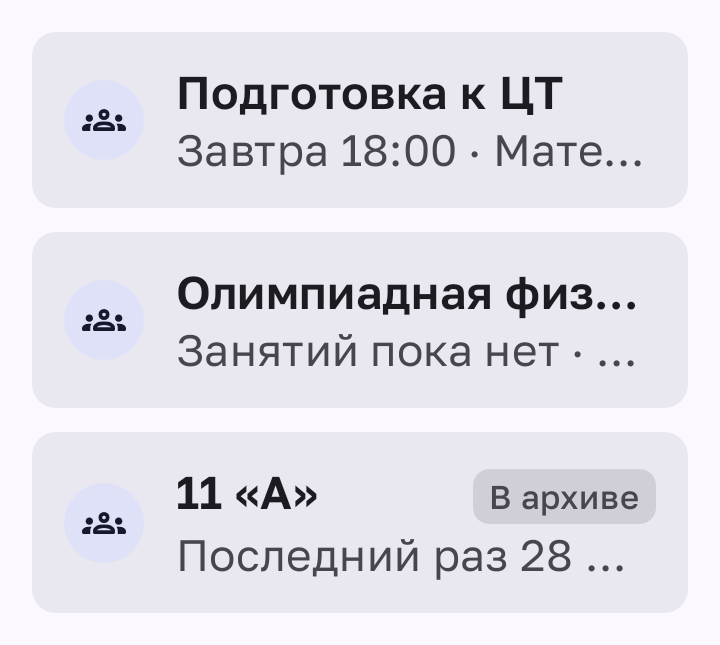 Подготовка к ЦТ
Завтра 18:00 · Мате...
Олимпиадная физ...
Занятий пока нет · ...
11 «А»
В архиве
Последний раз 28 ...